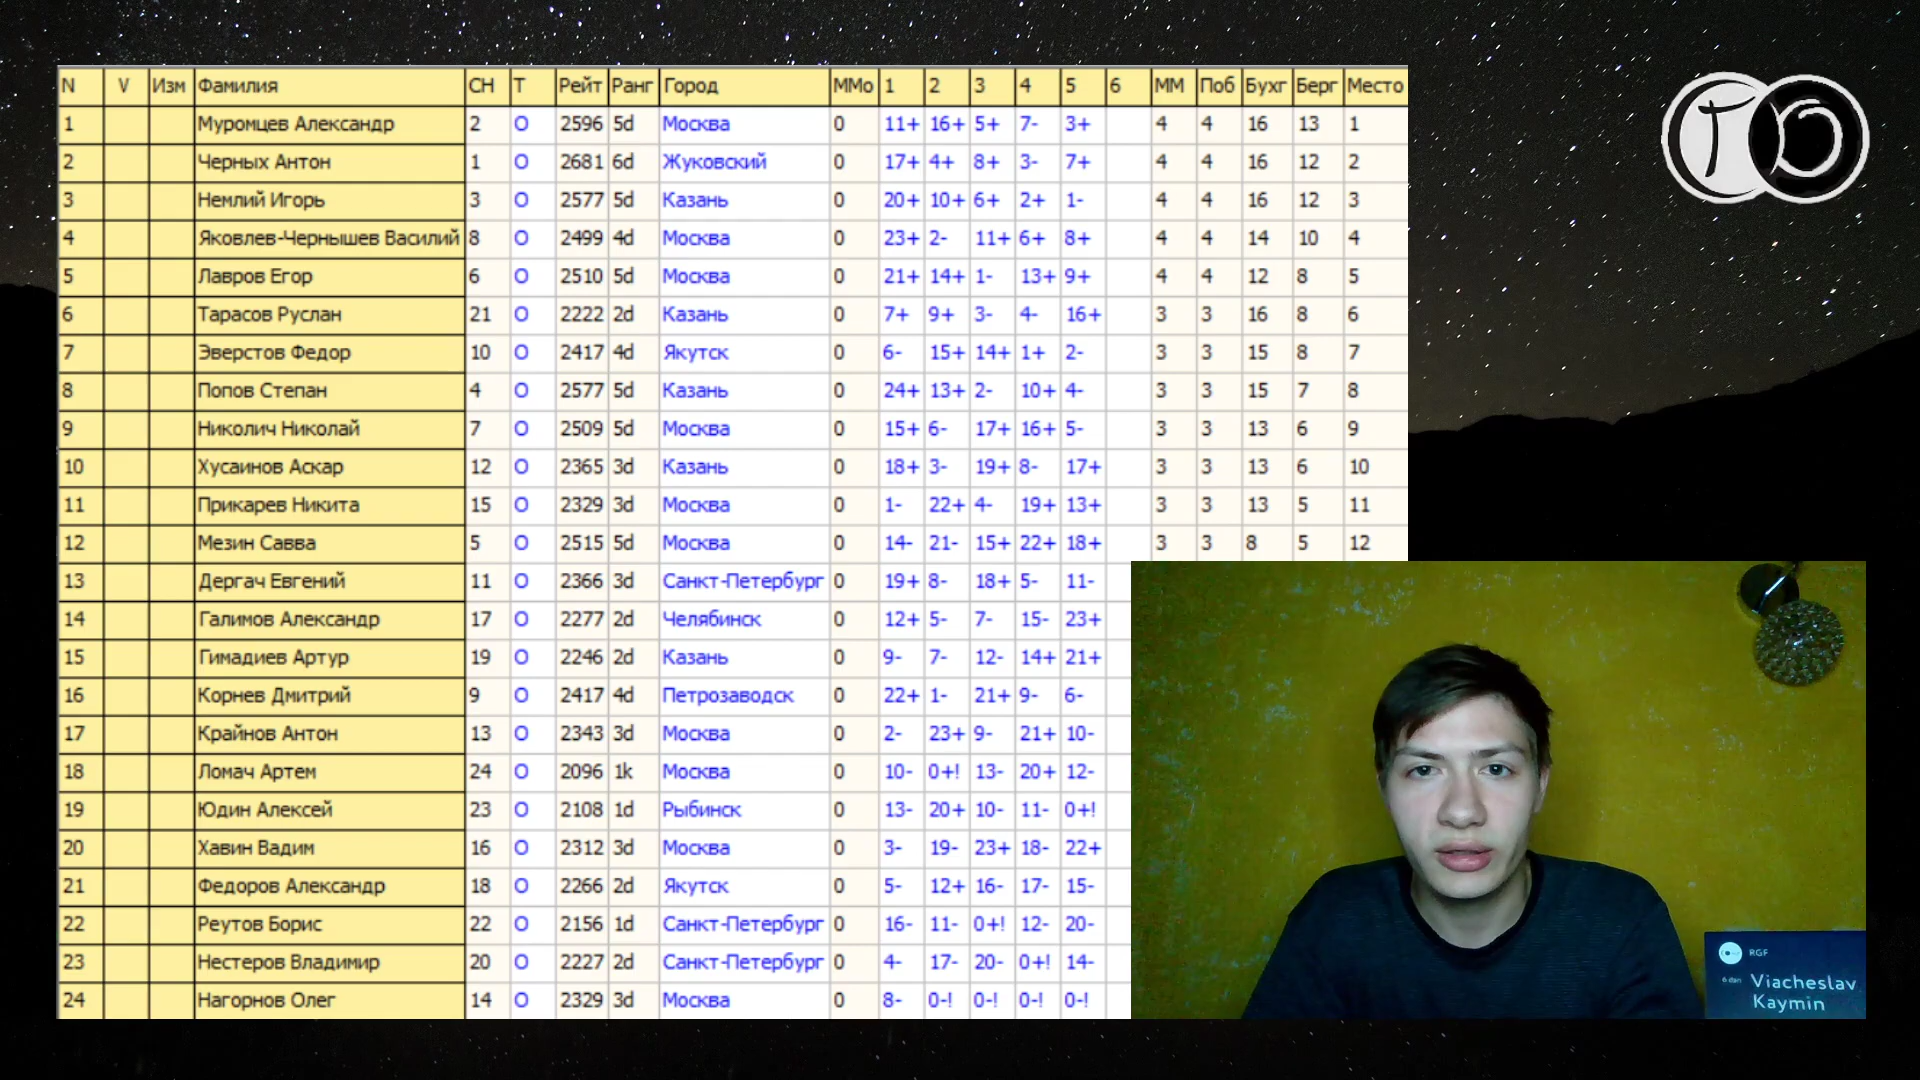 N V Изм Фамилия СН Т Рейт Ранг Город ММо 1 2 3 4 5 6 ММ Поб Бухг Берг Место
1 Муромцев Александр 2 О 2596 5d Москва 0 11+ 16+ 5+ 7- 3+ 4 4 16 13 1
2 Черных Антон 1 О 2681 6d Жуковский 0 17+ 4+ 8+ 3- 7+ 4 4 16 12 2
3 Немлий Игорь 3 О 2577 5d Казань 0 20+ 10+ 6+ 2+ 1- 4 4 16 12 3
4 Яковлев-Чернышев Василий 8 О 2499 4d Москва 0 23+ 2- 11+ 6+ 8+ 4 4 14 10 4
5 Лавров Егор 6 О 2510 5d Москва 0 21+ 14+ 1- 13+ 9+ 4 4 12 8 5
6 Тарасов Руслан 21 О 2222 2d Казань 0 7+ 9+ 3- 4- 16+ 3 3 16 8 6
7 Эверстов Федор 10 О 2417 4d Якутск 0 6- 15+ 14+ 1+ 2- 3 3 15 8 7
8 Попов Степан 4 О 2577 5d Казань 0 24+ 13+ 2- 10+ 4- 3 3 15 7 8
9 Николич Николай 7 О 2509 5d Москва 0 15+ 6- 17+ 16+ 5- 3 3 13 6 9
10 Хусаинов Аскар 12 О 2365 3d Казань 0 18+ 3- 19+ 8- 17+ 3 3 13 6 10
11 Прикарев Никита 15 О 2329 3d Москва 0 1- 22+ 4- 19+ 13+ 3 3 13 5 11
12 Мезин Савва 5 О 2515 5d Москва 0 14- 21- 15+ 22+ 18+ 3 3 8 5 12
13 Дергач Евгений 11 О 2366 3d Санкт-Петербург 0 19+ 8- 18+ 5- 11-
14 Галимов Александр 17 О 2277 2d Челябинск 0 12+ 5- 7- 15- 23+
15 Гимадиев Артур 19 О 2246 2d Казань 0 9- 7- 12- 14+ 21+
16 Корнев Дмитрий 9 О 2417 4d Петрозаводск 0 22+ 1- 21+ 9- 6-
17 Крайнов Антон 13 О 2343 3d Москва 0 2- 23+ 9- 21+ 10-
18 Ломач Артем 24 О 2096 1k Москва 0 10- 0+! 13- 20+ 12-
19 Юдин Алексей 23 О 2108 1d Рыбинск 0 13- 20+ 10- 11- 0+!
20 Хавин Вадим 16 О 2312 3d Москва 0 3- 19- 23+ 18- 22+
21 Федоров Александр 18 О 2266 2d Якутск 0 5- 12+ 16- 17- 15-
22 Реутов Борис 22 О 2156 1d Санкт-Петербург 0 16- 11- 0+! 12- 20-
23 Нестеров Владимир 20 О 2227 2d Санкт-Петербург 0 4- 17- 20- 0+! 14-
24 Нагорнов Олег 14 О 2329 3d Москва 0 8- 0-! 0-! 0-! 0-!
RGF
6 dan Viacheslav
Kaymin